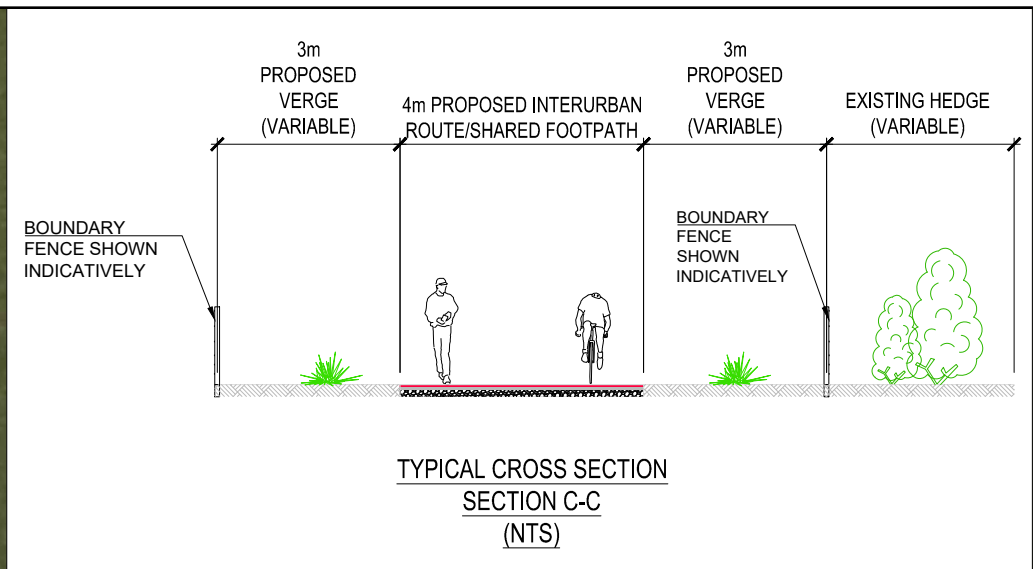 3m
PROPOSED
VERGE
(VARIABLE)
4m PROPOSED INTERURBAN
ROUTE/SHARED FOOTPATH
3m
PROPOSED
VERGE
(VARIABLE)
EXISTING HEDGE
(VARIABLE)
BOUNDARY
FENCE SHOWN
INDICATIVELY
BOUNDARY
FENCE
SHOWN
INDICATIVELY
TYPICAL CROSS SECTION
SECTION C-C
(NTS)